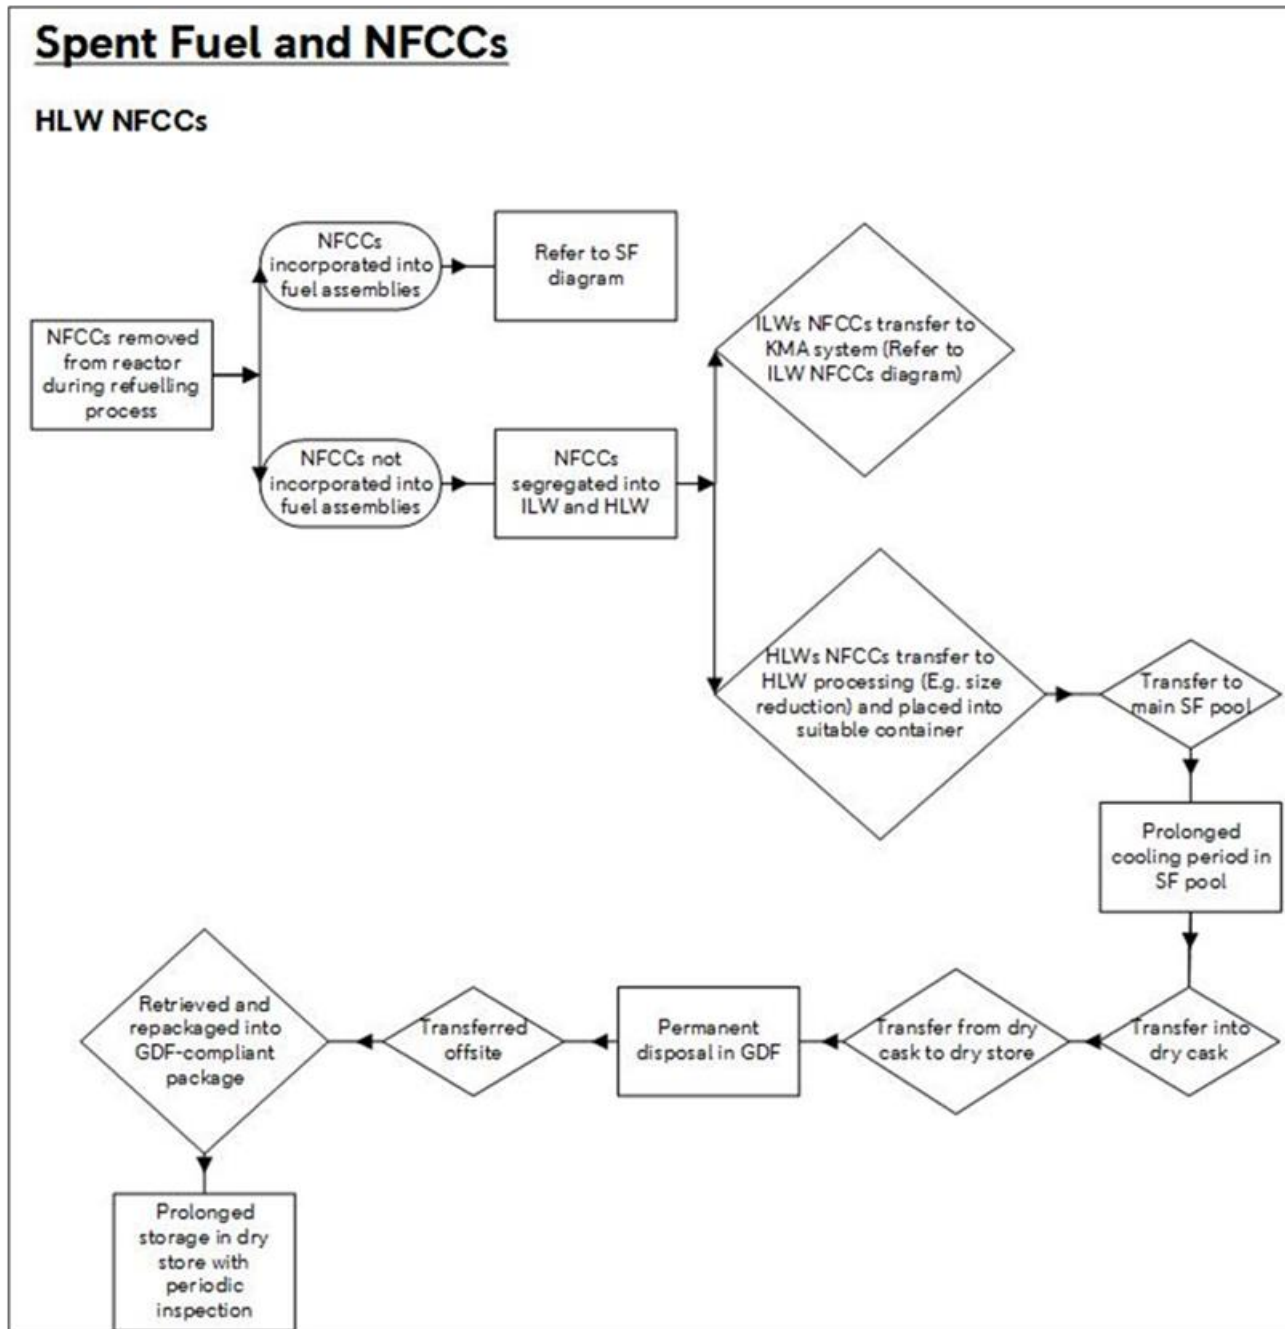 Spent Fuel and NFCCs
HLW NFCCs
NFCCs removed
from reactor
during refuelling
process
NFCCs
incorporated into
fuel assemblies
Refer to SF
diagram
NFCCs not
incorporated into
fuel assemblies
NFCCs
segregated into
ILW and HLW
ILWs NFCCs transfer to
KMA system (Refer to
ILW NFCCs diagram)
HLWs NFCCs transfer to
HLW processing (E.g. size
reduction) and placed into
suitable container
Transfer to
main SF pool
Prolonged
cooling period in
SF pool
Transfer into
dry cask
Transfer from dry
cask to dry store
Permanent
disposal in GDF
Transferred
offsite
Retrieved and
repackaged into
GDF-compliant
package
Prolonged
storage in dry
store with
periodic
inspection